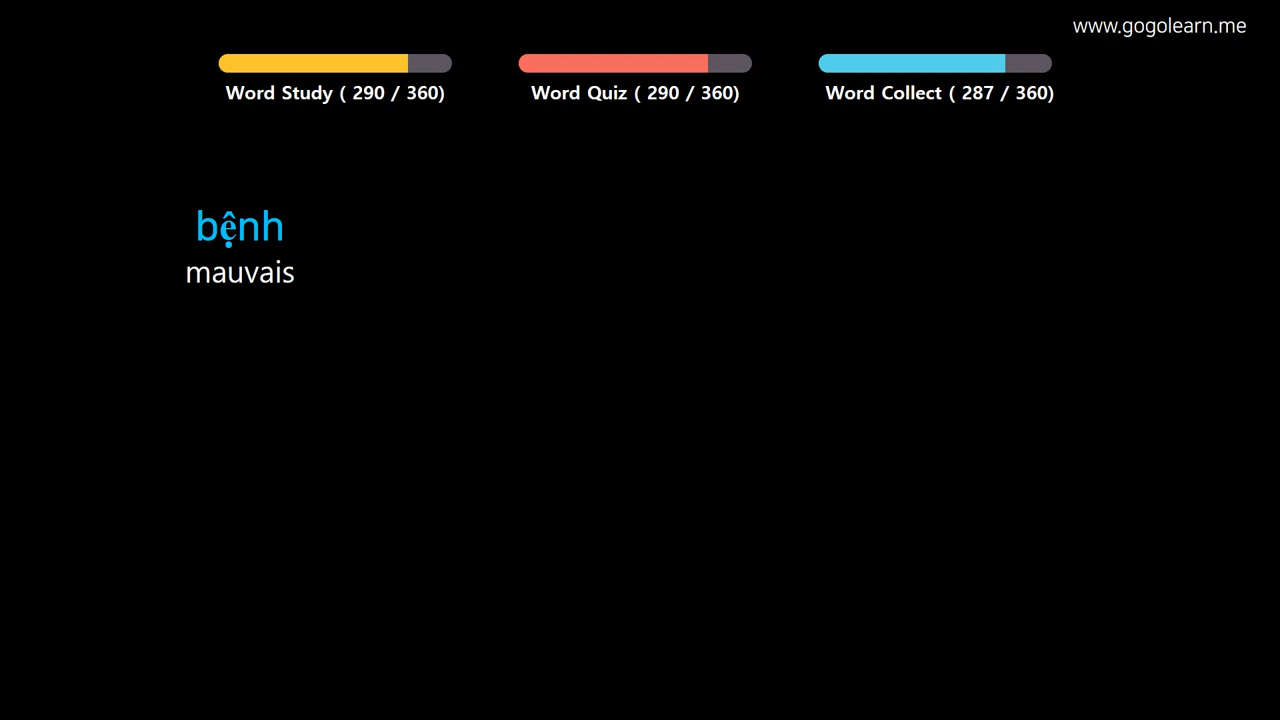 www.gogolearn.me
Word Study ( 290 / 360)
Word Quiz ( 290 / 360)
Word Collect ( 287 / 360)
bệnh
mauvais